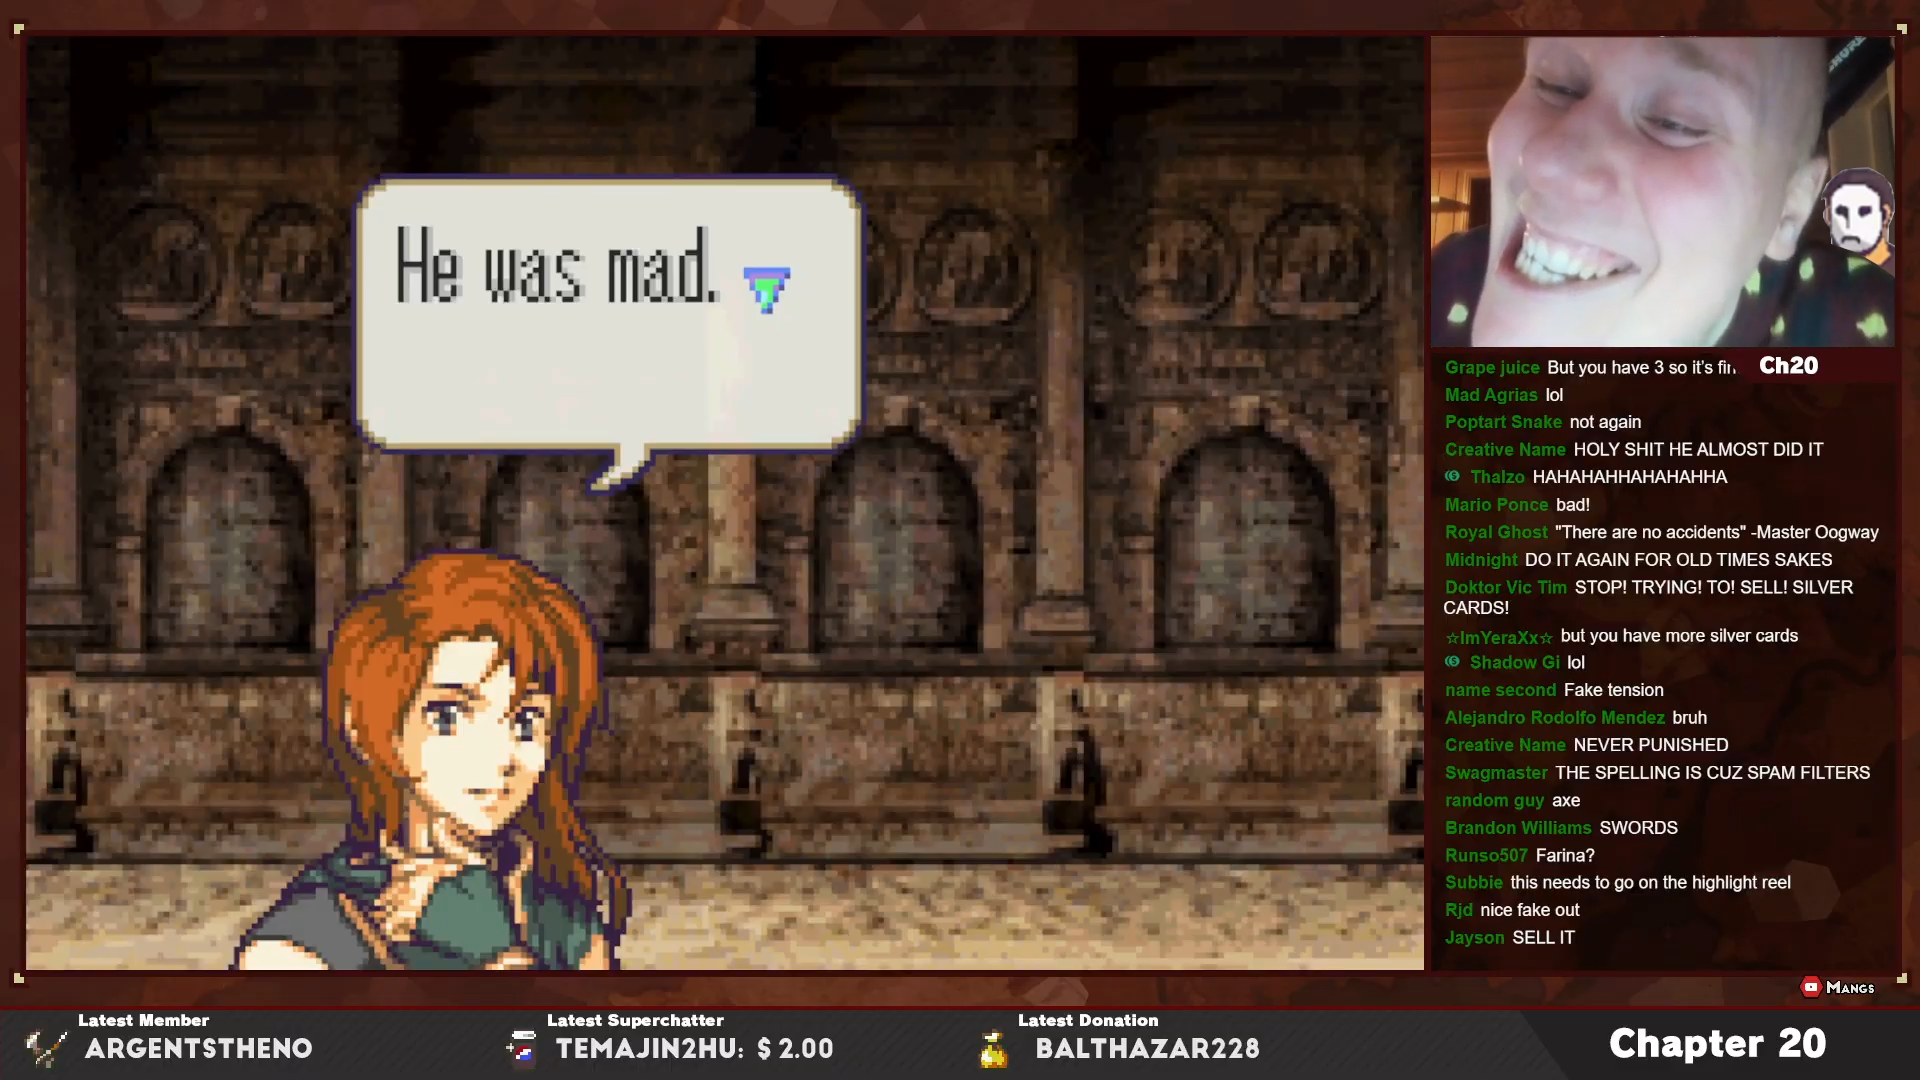 He was mad.
SHURE
Ch20
Grape juice But you have 3 so it's fin
Mad Agrias lol
Poptart Snake not again
Creative Name HOLY SHIT HE ALMOST DID IT
Thalzo HAHAHAHHAHAHAHHA
Mario Ponce bad!
Royal Ghost "There are no accidents" -Master Oogway
Midnight DO IT AGAIN FOR OLD TIMES SAKES
Doktor Vic Tim STOP! TRYING! TO! SELL! SILVER
CARDS!
☆ImYeraXx☆ but you have more silver cards
Shadow Gi lol
name second Fake tension
Alejandro Rodolfo Mendez bruh
Creative Name NEVER PUNISHED
Swagmaster THE SPELLING IS CUZ SPAM FILTERS
random guy axe
Brandon Williams SWORDS
Runso507 Farina?
Subbie this needs to go on the highlight reel
Rjd nice fake out
Jayson SELL IT
MANGS
Latest Member
ARGENTSTHENO
Latest Superchatter
TEMAJIN2HU: $ 2.00
Latest Donation
BALTHAZAR228
Chapter 20